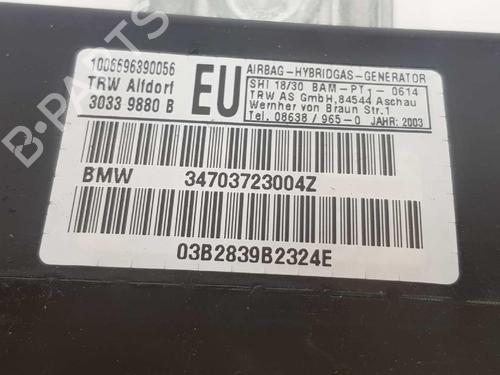 1006696390056
TRW Alfdorf
3033 9880 B
EU
AIRBAG-HYBRIDGAS-GENERATOR
SHI 18/30 BAM-PT1- 0614
TRW AS GmbH,84544 Aschau
Wernher von Braun Str.1
Tel. 08638 / 965-0 JAHR: 2003
BMW 34703723004Z
03B2839B2324E
B-PARTS